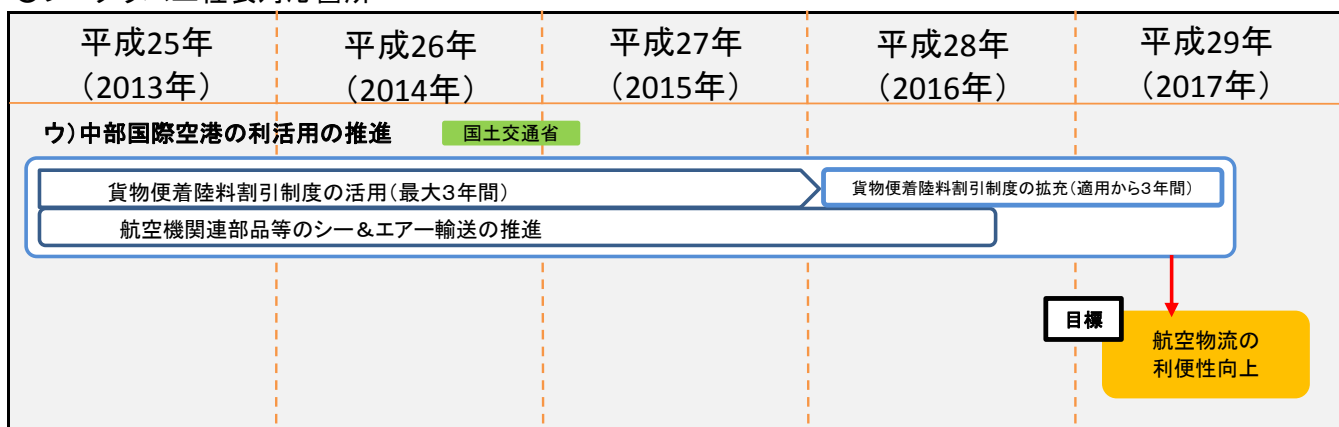 平成25年
(2013年)
平成26年
(2014年)
平成27年
(2015年)
平成28年
(2016年)
平成29年
(2017年)
ウ)中部国際空港の利活用の推進
国土交通省
貨物便着陸料割引制度の活用(最大3年間)
貨物便着陸料割引制度の拡充(適用から3年間)
航空機関連部品等のシー&エアー輸送の推進
目標
航空物流の
利便性向上